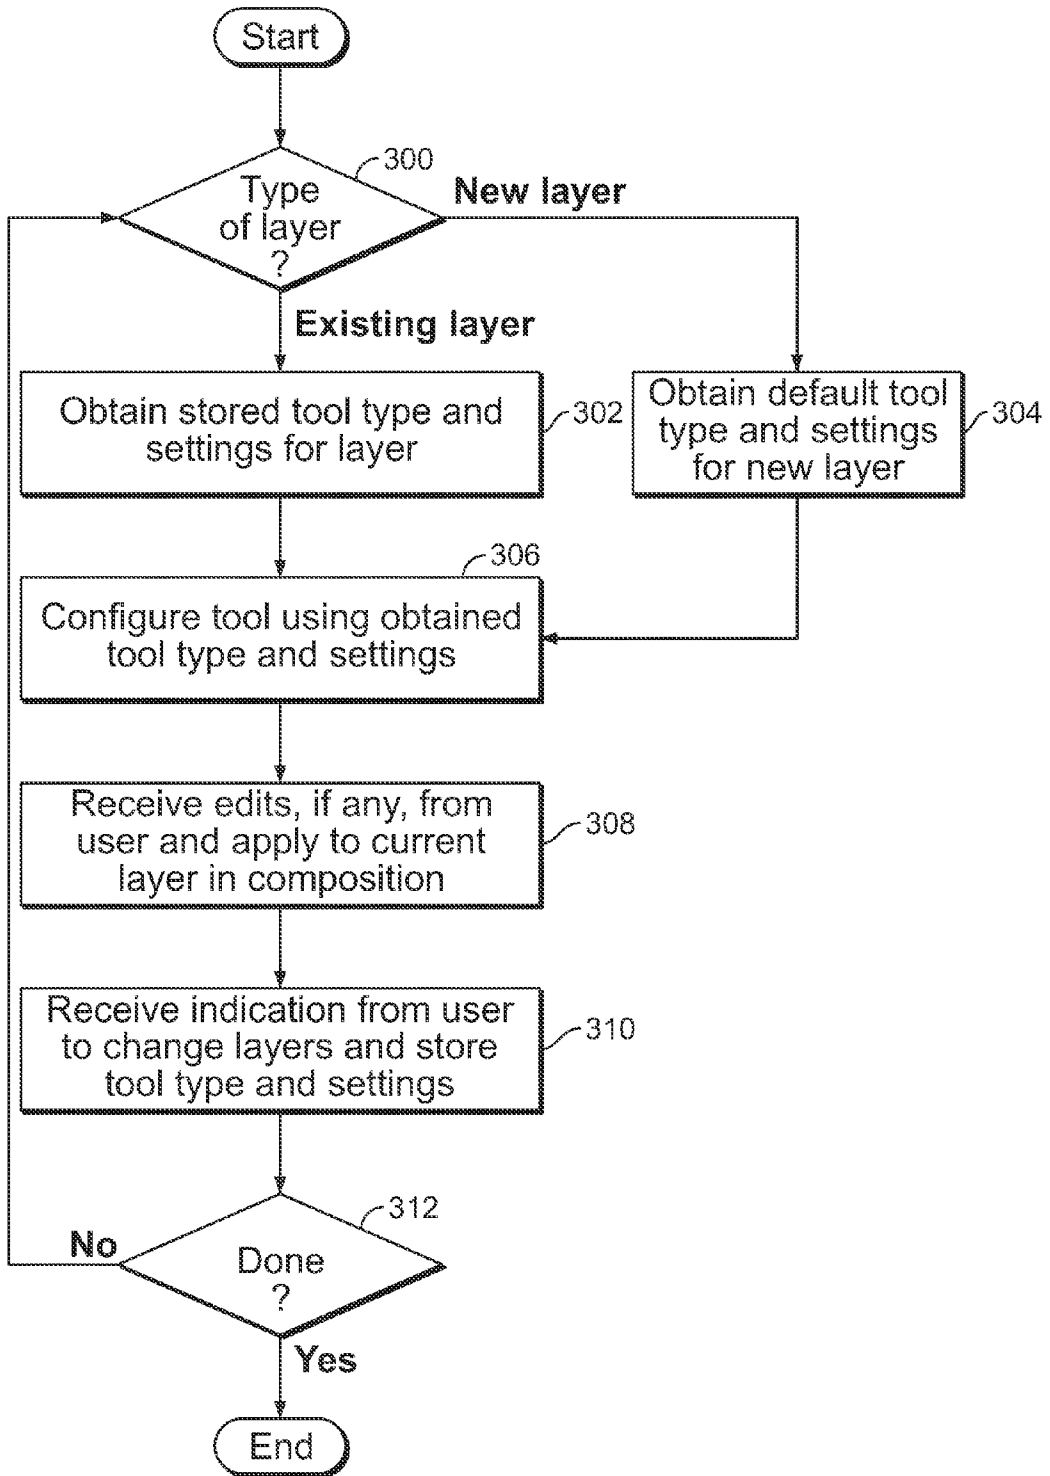 Start
300
Type
of layer
?
New layer
Existing layer
Obtain stored tool type and
settings for layer
302
Obtain default tool
type and settings
for new layer
304
306
Configure tool using obtained
tool type and settings
Receive edits, if any, from
user and apply to current
layer in composition
308
Receive indication from user
to change layers and store
tool type and settings
310
312
No
Done
?
Yes
End